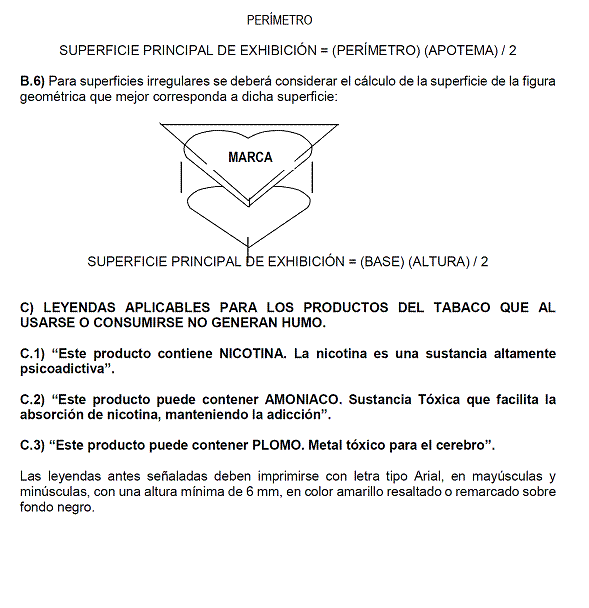 PERÍMETRO
SUPERFICIE PRINCIPAL DE EXHIBICIÓN = (PERÍMETRO) (APOTEMA) / 2
B.6) Para superficies irregulares se deberá considerar el cálculo de la superficie de la figura
geométrica que mejor corresponda a dicha superficie:
MARCA
SUPERFICIE PRINCIPAL DE EXHIBICIÓN = (BASE) (ALTURA) / 2
C) LEYENDAS APLICABLES PARA LOS PRODUCTOS DEL TABACO QUE AL
USARSE O CONSUMIRSE NO GENERAN HUMO.
C.1) “Este producto contiene NICOTINA. La nicotina es una sustancia altamente
psicoadictiva”.
C.2) “Este producto puede contener AMONIACO. Sustancia Tóxica que facilita la
absorción de nicotina, manteniendo la adicción”.
C.3) “Este producto puede contener PLOMO. Metal tóxico para el cerebro”.
Las leyendas antes señaladas deben imprimirse con letra tipo Arial, en mayúsculas y
minúsculas, con una altura mínima de 6 mm, en color amarillo resaltado o remarcado sobre
fondo negro.